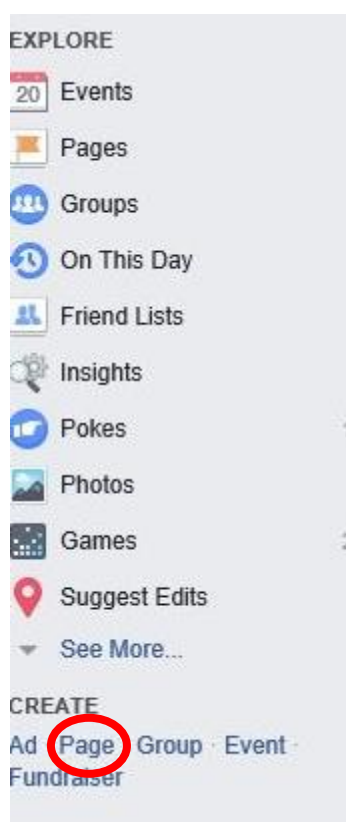 EXPLORE
20 Events
Pages
Groups
On This Day
Friend Lists
Insights
Pokes
Photos
Games
Suggest Edits
See More...
CREATE
Ad · Page · Group · Event ·
Fundraiser